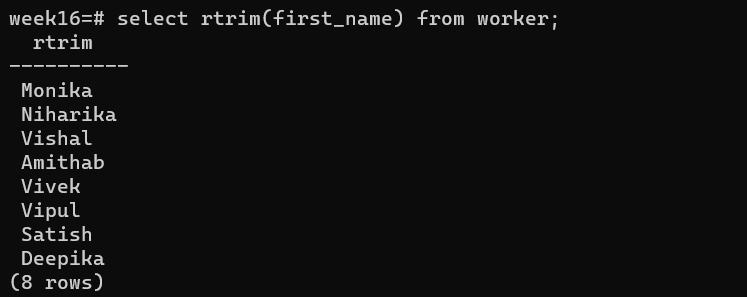 week16=# select rtrim(first_name) from worker;
  rtrim
----------
 Monika
 Niharika
 Vishal
 Amithab
 Vivek
 Vipul
 Satish
 Deepika
(8 rows)